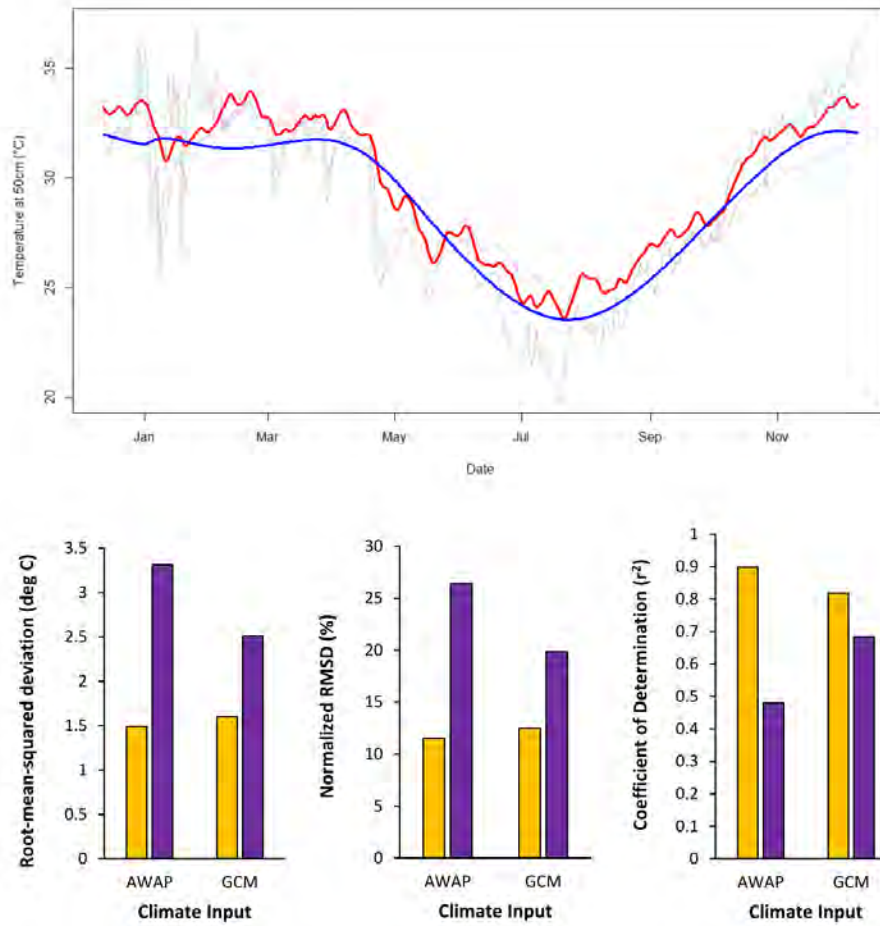 Temperature at 50cm (°C)
35
30
25
20
Jan
Mar
May
Jul
Sep
Nov
Date
Root-mean-squared deviation (deg C)
3.5
3
2.5
2
1.5
1
0.5
0
AWAP
GCM
Climate Input
Normalized RMSD (%)
30
25
20
15
10
5
0
AWAP
GCM
Climate Input
Coefficient of Determination (r²)
1
0.9
0.8
0.7
0.6
0.5
0.4
0.3
0.2
0.1
0
AWAP
GCM
Climate Input